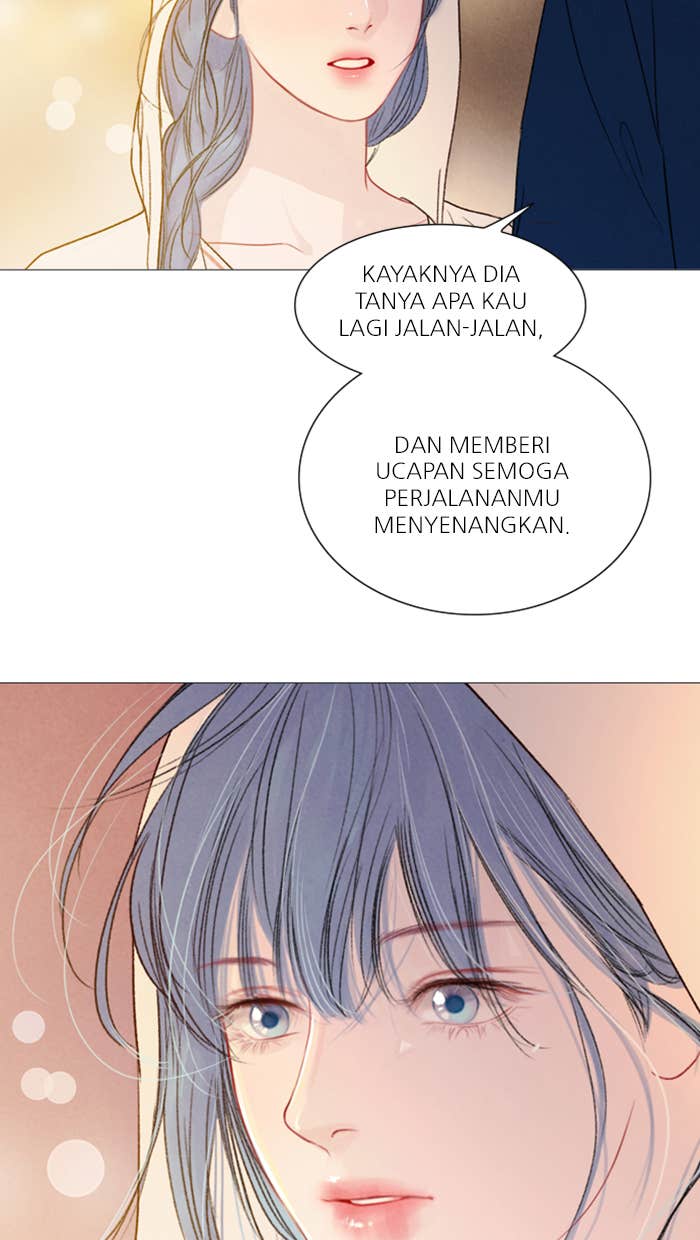 KAYAKNYA DIA
TANYA APA KAU
LAGI JALAN-JALAN,
DAN MEMBERI
UCAPAN SEMOGA
PERJALANANMU
MENYENANGKAN.